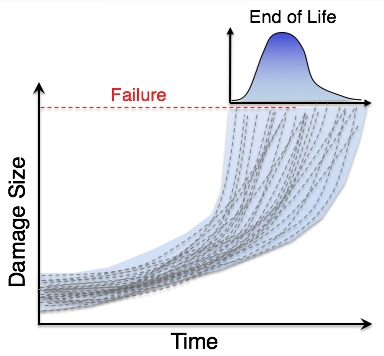 End of Life
Failure
Damage Size
Time